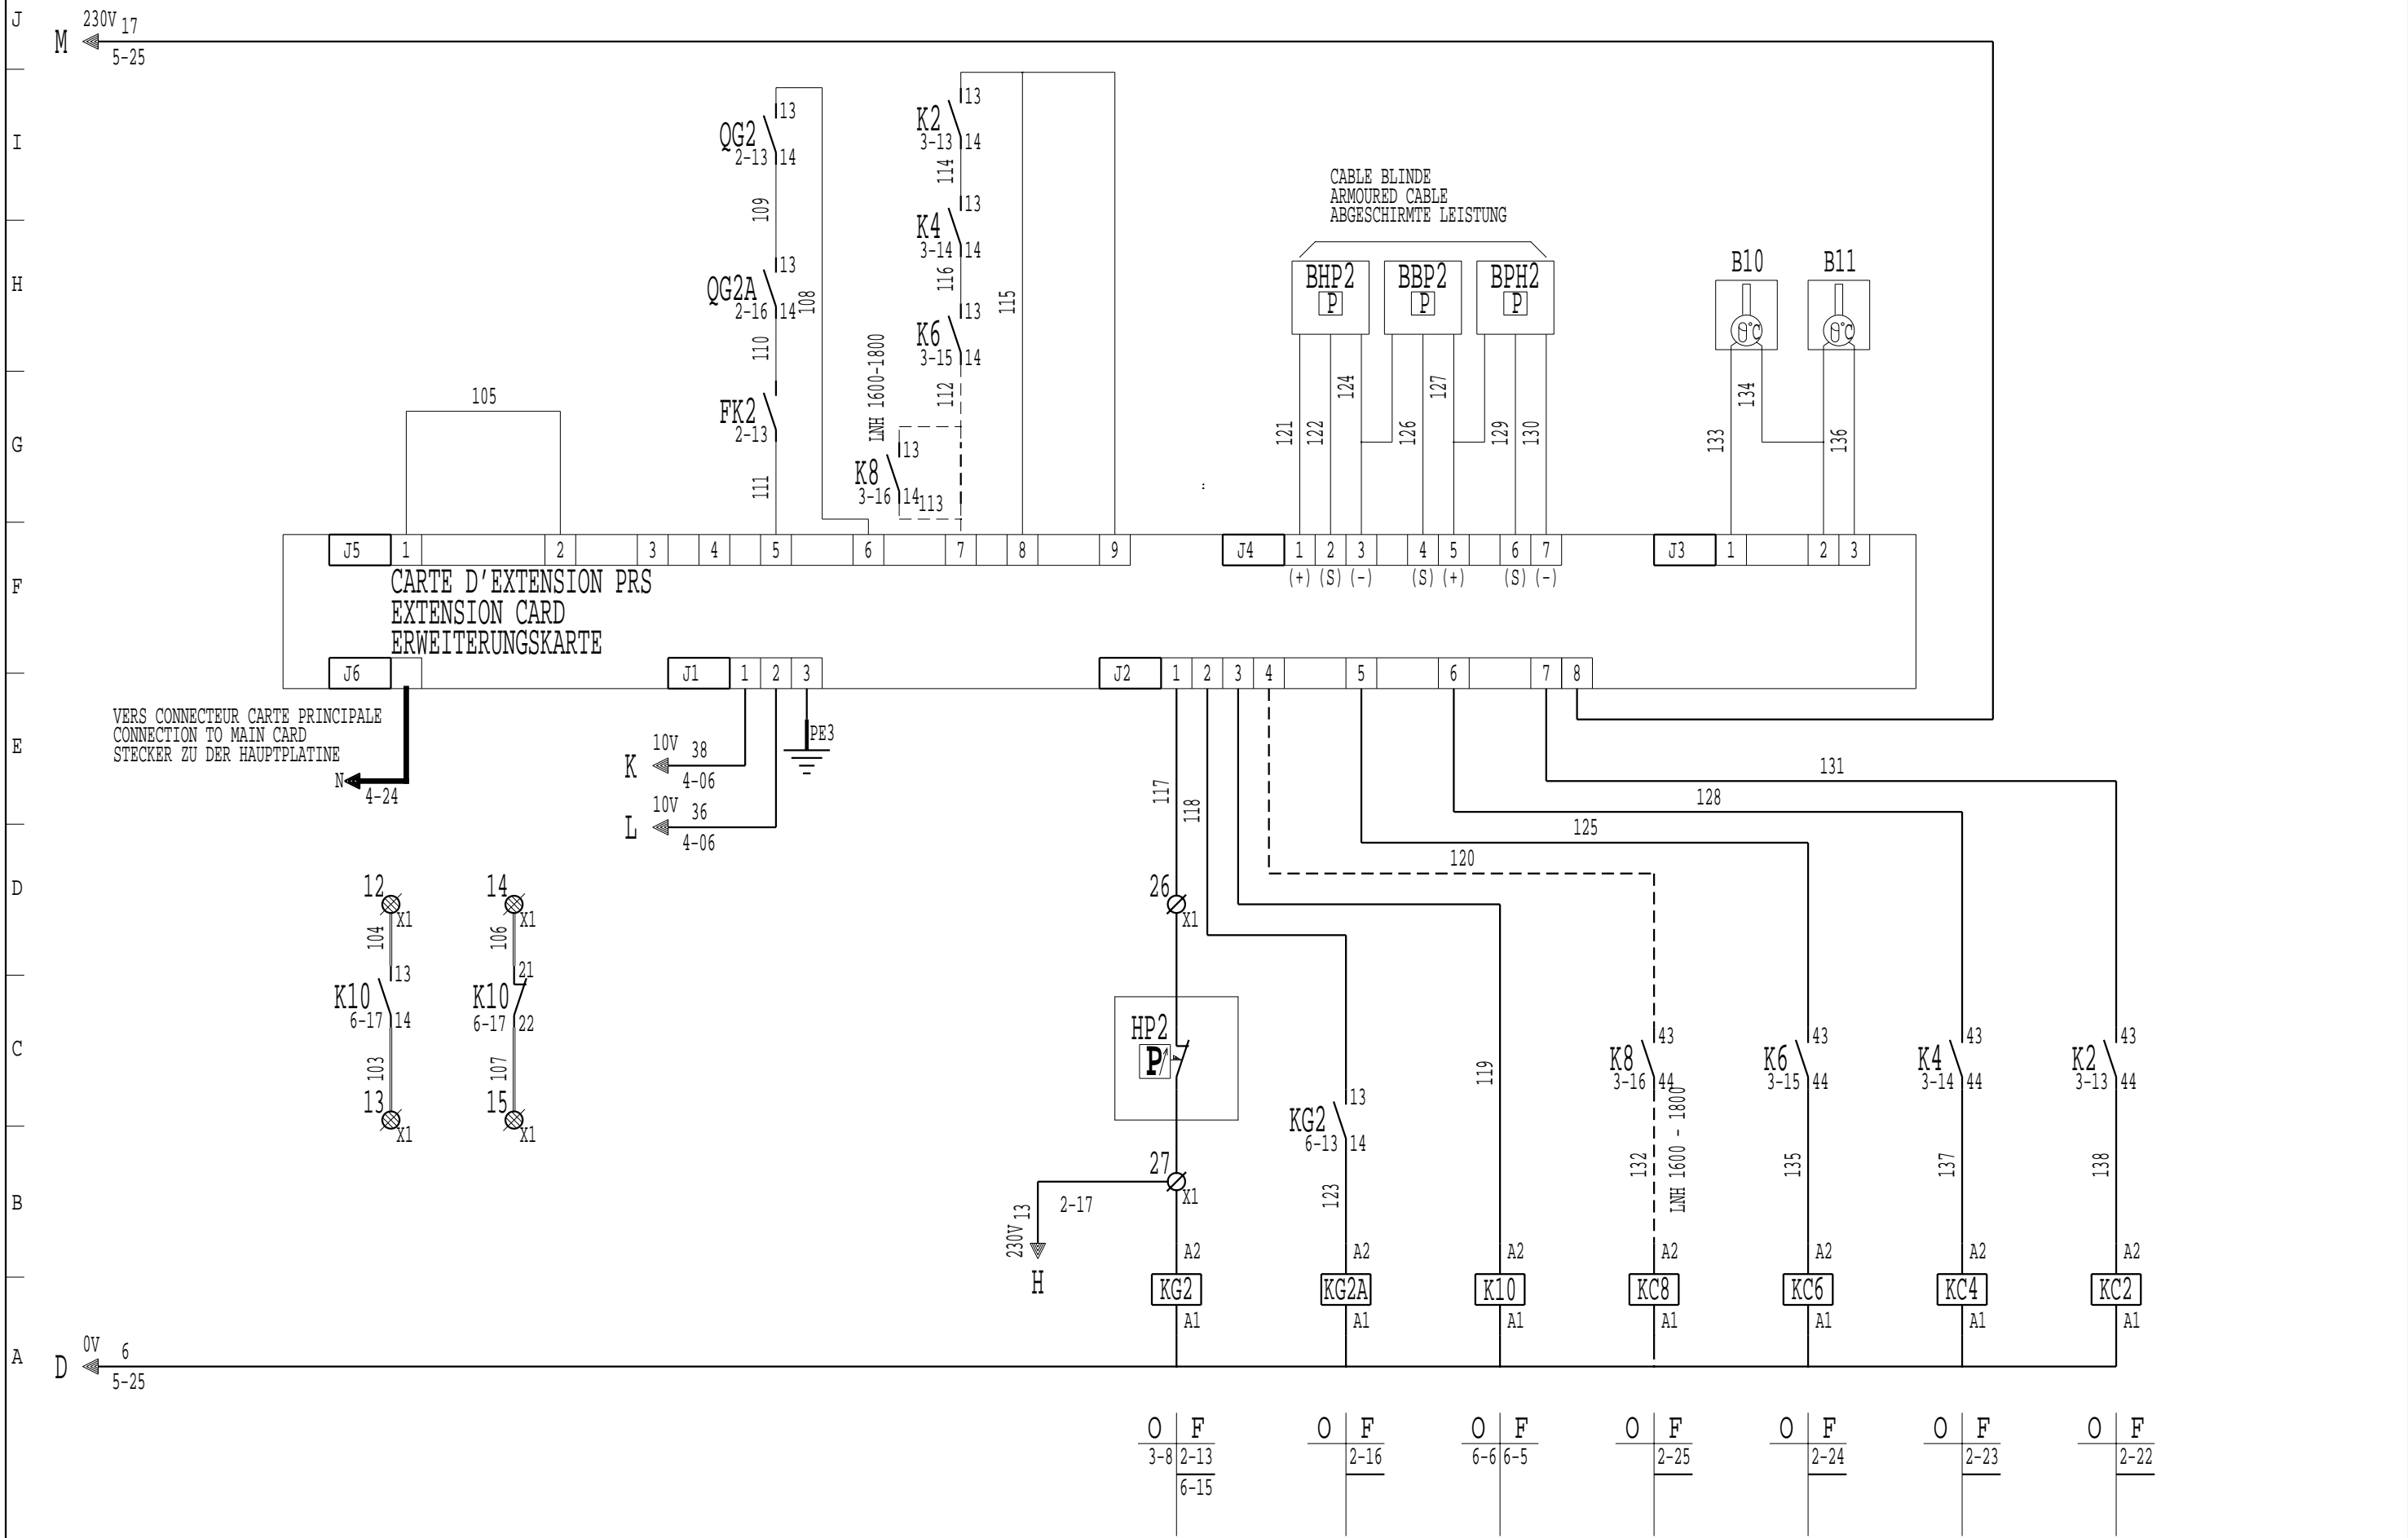 J
230V 17
M
5-25
13
QG2
2-13 14
I
13
K2
3-13 14
114
109
13
K4
3-14 14
CABLE BLINDE
ARMOURED CABLE
ABGESCHIRMTE LEISTUNG
H
13
QG2A
2-16 14
108
116
13
K6
3-15 14
115
BHP2
P
BBP2
P
BPH2
P
B10
θ°C
B11
θ°C
110
LNH 1600-1800
112
124
127
134
105
FK2
2-13
G
121
122
126
129
130
133
136
13
K8
3-16 14
113
111
:
J5 1 2 3 4 5 6 7 8 9
J4 1 2 3 4 5 6 7
J3 1 2 3
(+) (S) (-) (S) (+) (S) (-)
F
CARTE D'EXTENSION PRS
EXTENSION CARD
ERWEITERUNGSKARTE
J6
J1 1 2 3
J2 1 2 3 4 5 6 7 8
VERS CONNECTEUR CARTE PRINCIPALE
CONNECTION TO MAIN CARD
STECKER ZU DER HAUPTPLATINE
E
N
4-24
PE3
10V 38
K
4-06
10V 36
L
4-06
117
118
131
128
125
120
D
12
X1
14
X1
26
X1
104
106
13
K10
6-17 14
21
K10
6-17 22
C
103
107
13
X1
15
X1
HP2
P
119
43
K8
3-16 44
43
K6
3-15 44
43
K4
3-14 44
43
K2
3-13 44
13
KG2
6-13 14
LNH 1600 - 1800
27
X1
B
230V 13
2-17
H
123
132
135
137
138
A2 A2 A2 A2 A2 A2 A2
KG2 KG2A K10 KC8 KC6 KC4 KC2
A1 A1 A1 A1 A1 A1 A1
A
0V 6
D
5-25
O F O F O F O F O F O F O F
3-8 2-13 2-16 6-6 6-5 2-25 2-24 2-23 2-22
6-15